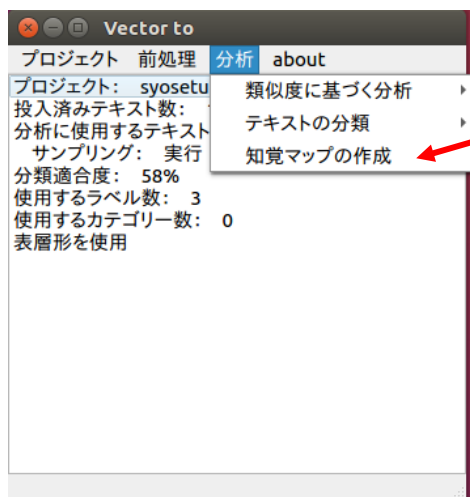 Vector to
プロジェクト 前処理 分析 about
プロジェクト: syosetu
類似度に基づく分析
投入済みテキスト数:
テキストの分類
分析に使用するテキスト
知覚マップの作成
サンプリング: 実行
分類適合度: 58%
使用するラベル数: 3
使用するカテゴリー数: 0
表層形を使用